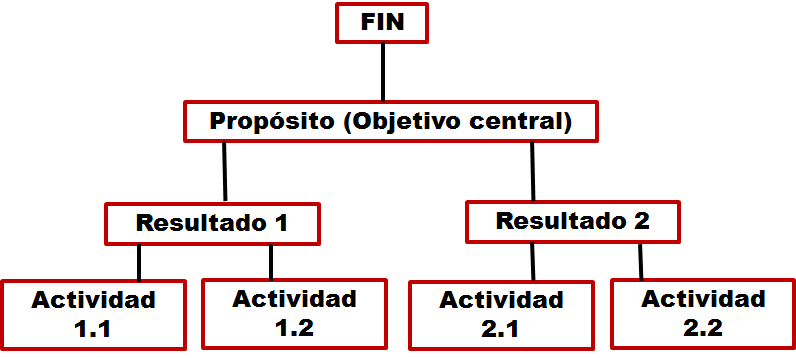 FIN
Propósito (Objetivo central)
Resultado 1
Resultado 2
Actividad
1.1
Actividad
1.2
Actividad
2.1
Actividad
2.2